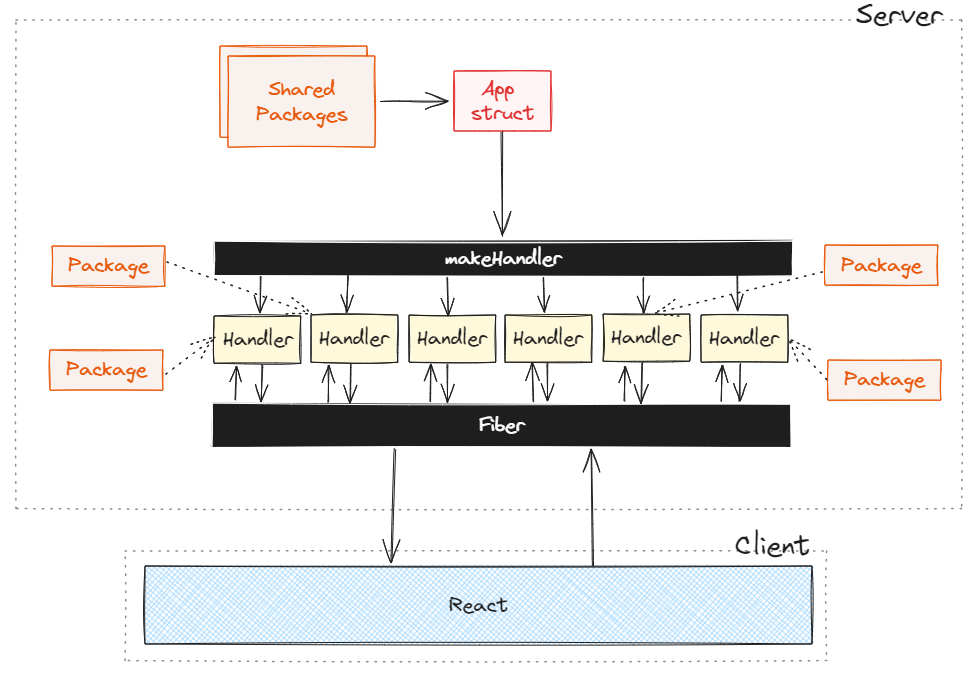 Server
Shared
Packages
App
struct
makeHandler
Package
Package
Handler
Handler
Handler
Handler
Handler
Handler
Package
Package
Fiber
Client
React